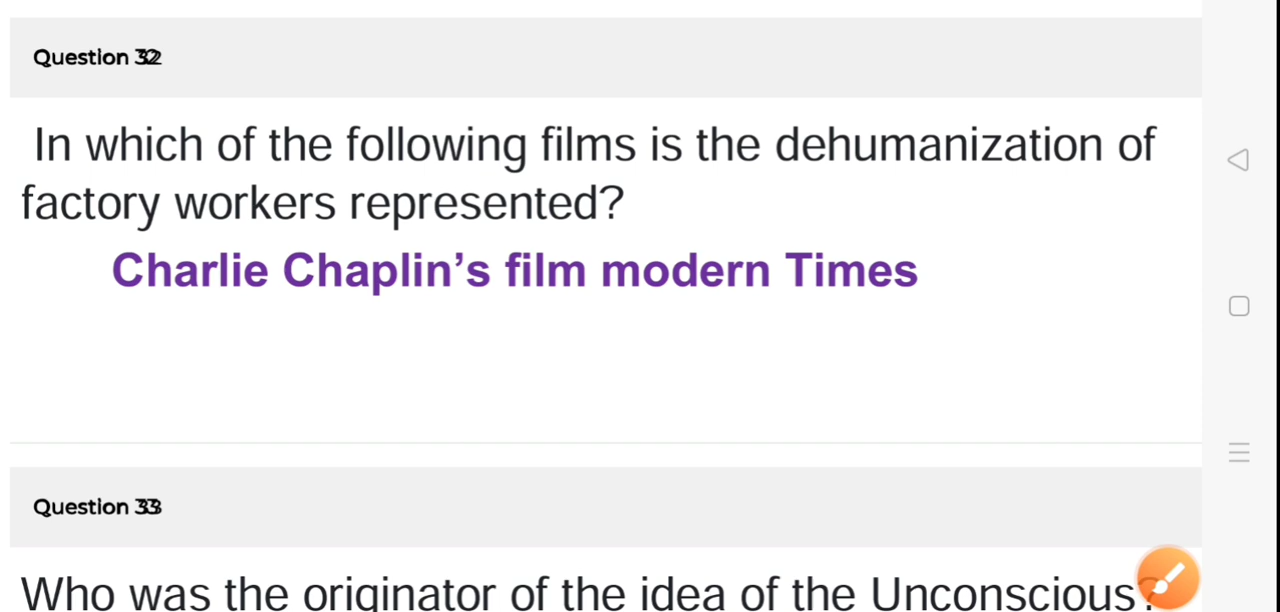 Question 32
In which of the following films is the dehumanization of
factory workers represented?
Charlie Chaplin’s film modern Times
Question 33
Who was the originator of the idea of the Unconscious?